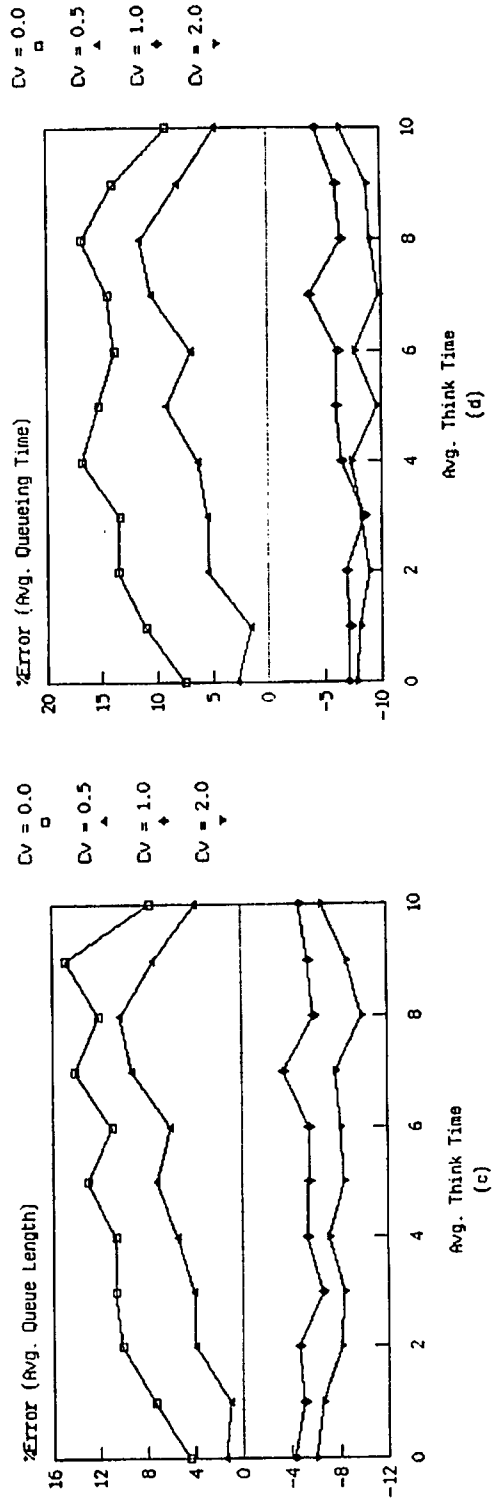 %Error (Avg. Queue Length)
16
12
8
4
0
-4
-8
-12
0 2 4 6 8 10
Avg. Think Time
(c)
Cv = 0.0
Cv = 0.5
Cv = 1.0
Cv = 2.0
%Error (Avg. Queueing Time)
20
15
10
5
0
-5
-10
0 2 4 6 8 10
Avg. Think Time
(d)
Cv = 0.0
Cv = 0.5
Cv = 1.0
Cv = 2.0